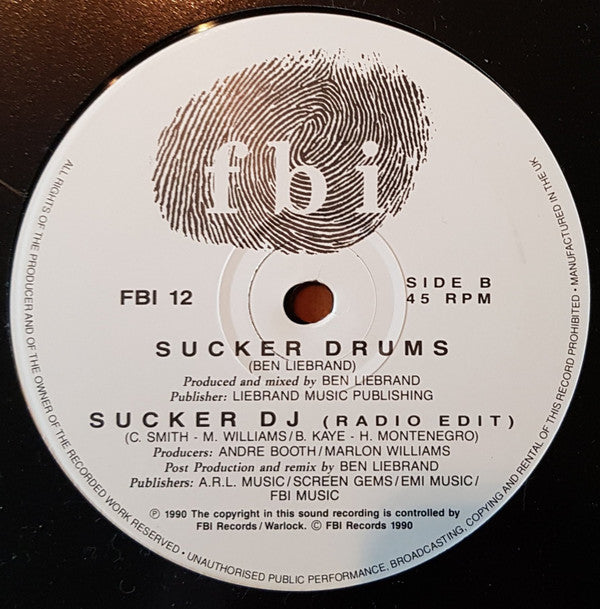 fbi
FBI 12
SIDE B
45 RPM
SUCKER DRUMS
(BEN LIEBRAND)
Produced and mixed by BEN LIEBRAND
Publisher: LIEBRAND MUSIC PUBLISHING
SUCKER DJ (RADIO EDIT)
(C. SMITH - M. WILLIAMS/B. KAYE - H. MONTENEGRO)
Producers: ANDRE BOOTH/MARLON WILLIAMS
Post Production and remix by BEN LIEBRAND
Publishers: A.R.L. MUSIC/SCREEN GEMS/EMI MUSIC/
FBI MUSIC
℗ 1990 The copyright in this sound recording is controlled by
FBI Records/Warlock. © FBI Records 1990
ALL RIGHTS OF THE PRODUCER AND OF THE OWNER OF THE RECORDED WORK RESERVED • UNAUTHORISED PUBLIC PERFORMANCE, BROADCASTING, COPYING AND RENTAL OF THIS RECORD PROHIBITED • MANUFACTURED IN THE UK